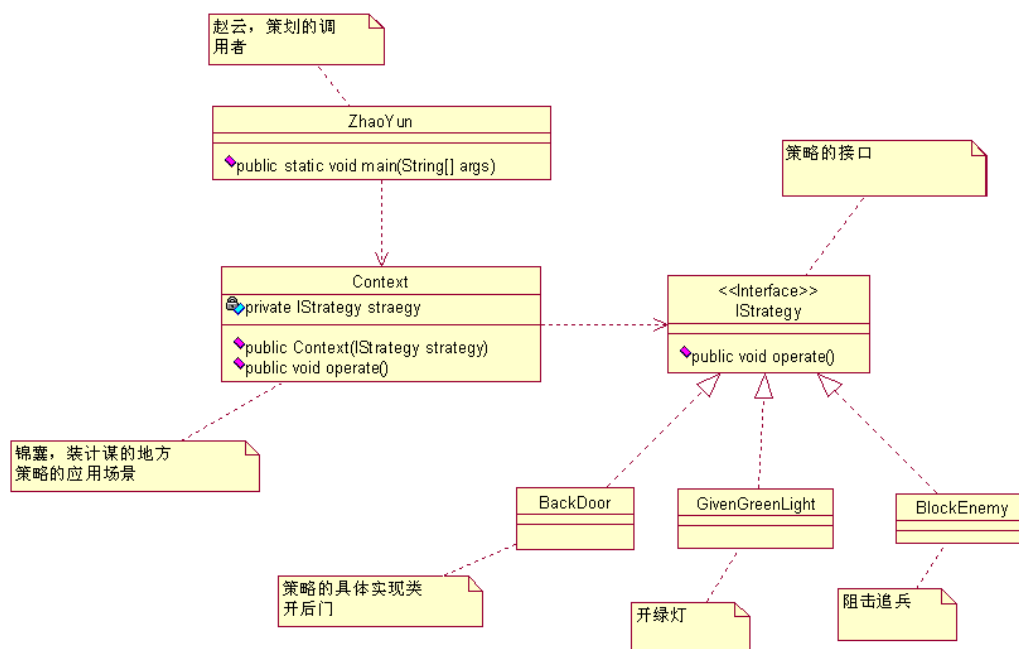 赵云，策划的调
用者
ZhaoYun
public static void main(String[] args)
策略的接口
Context
private IStrategy straegy
public Context(IStrategy strategy)
public void operate()
<<Interface>>
IStrategy
public void operate()
锦囊，装计谋的地方
策略的应用场景
BackDoor
GivenGreenLight
BlockEnemy
策略的具体实现类
开后门
开绿灯
阻击追兵